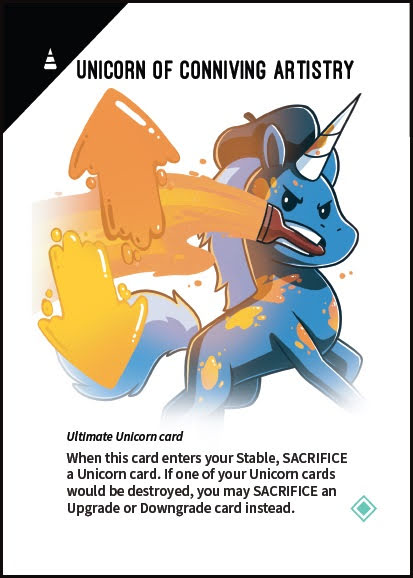 UNICORN OF CONNIVING ARTISTRY
Ultimate Unicorn card
When this card enters your Stable, SACRIFICE
a Unicorn card. If one of your Unicorn cards
would be destroyed, you may SACRIFICE an
Upgrade or Downgrade card instead.